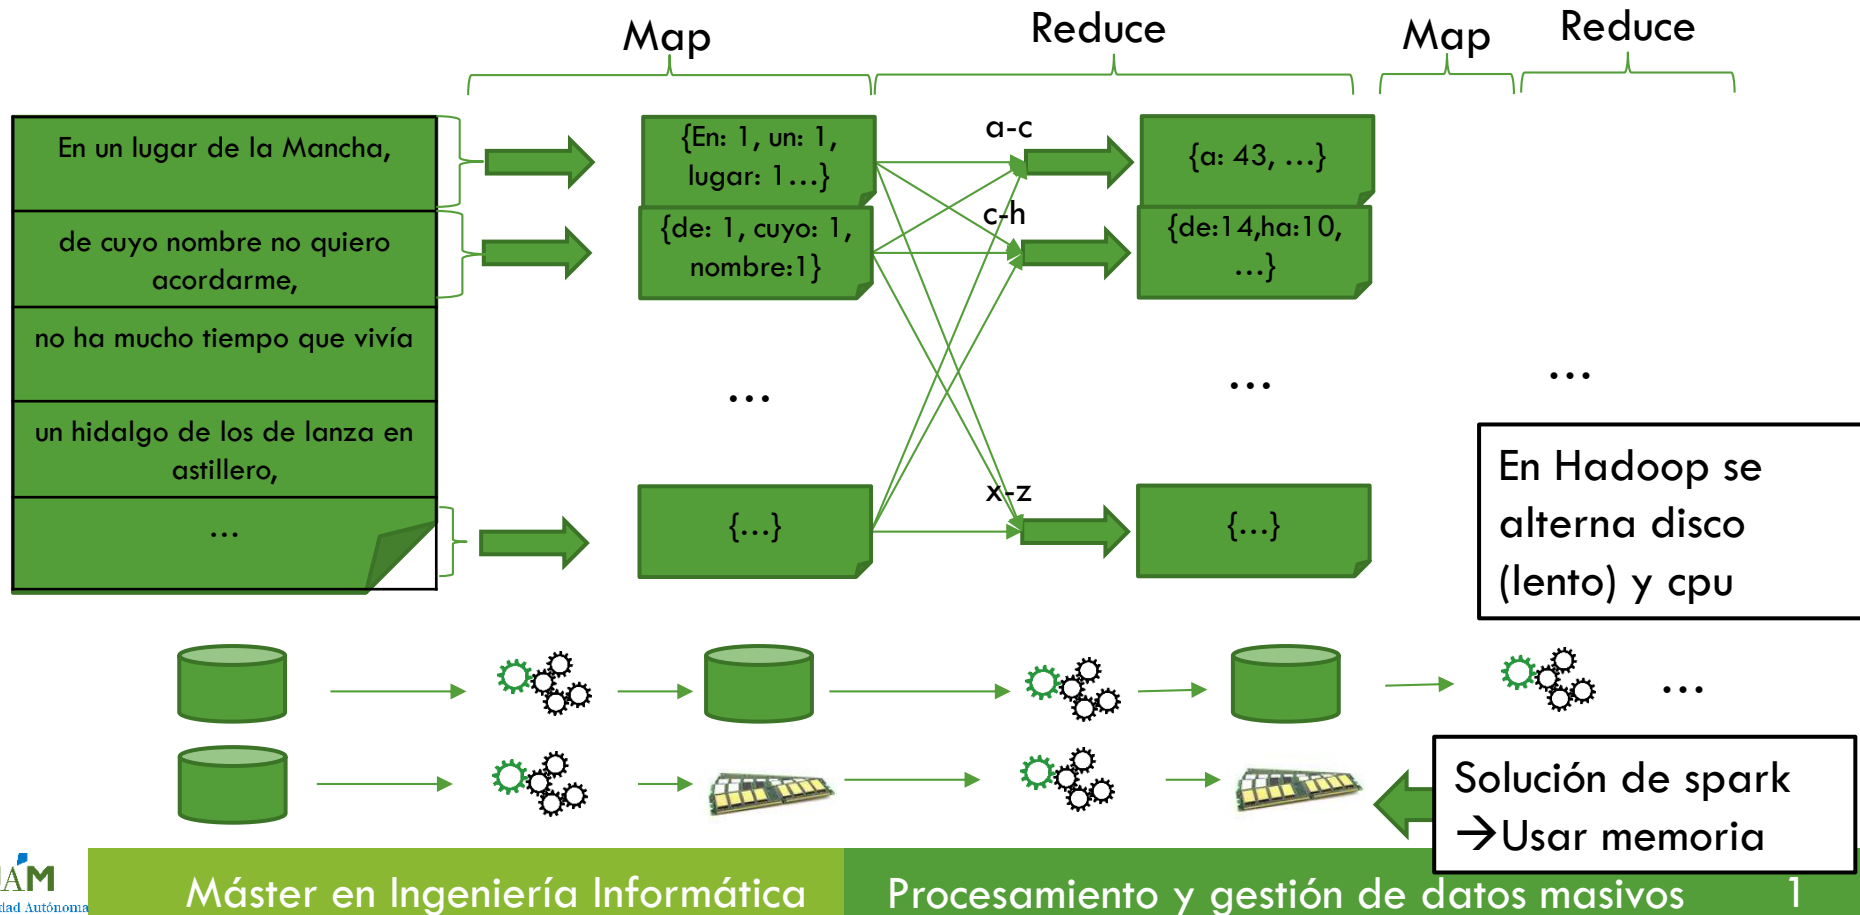 Map
Reduce
Map
Reduce
En un lugar de la Mancha,
de cuyo nombre no quiero
acordarme,
no ha mucho tiempo que vivía
un hidalgo de los de lanza en
astillero,
...
{En: 1, un: 1,
lugar: 1...}
{de: 1, cuyo: 1,
nombre:1}
...
{...}
a-c
c-h
x-z
{a: 43, ...}
{de:14,ha:10,
...}
...
{...}
...
En Hadoop se
alterna disco
(lento) y cpu
...
Solución de spark
→Usar memoria
Máster en Ingeniería Informática
Procesamiento y gestión de datos masivos
1
Autónoma